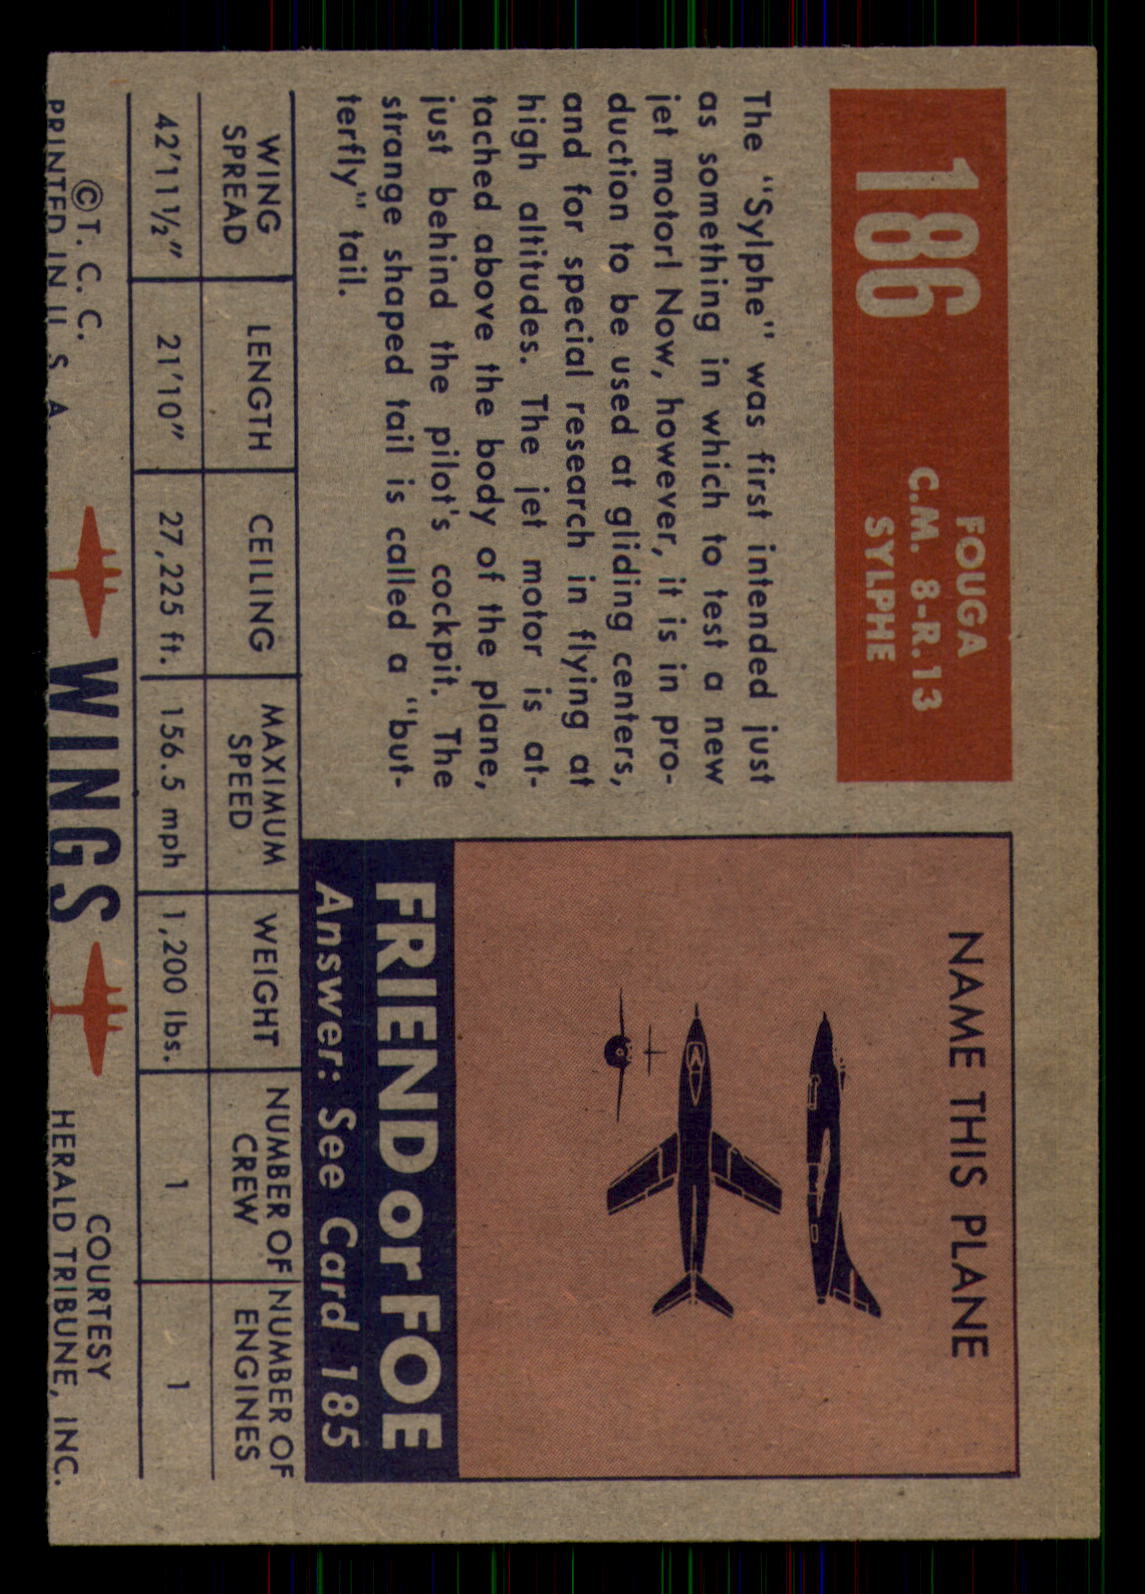 186
FOUGA
C.M. 8-R.13
SYLPHE
The "Sylphe" was first intended just
as something in which to test a new
jet motor! Now, however, it is in pro-
duction to be used at gliding centers,
and for special research in flying at
high altitudes. The jet motor is at-
tached above the body of the plane,
just behind the pilot's cockpit. The
strange shaped tail is called a "but-
terfly" tail.
NAME THIS PLANE
FRIEND or FOE
Answer: See Card 185
WING SPREAD LENGTH CEILING MAXIMUM SPEED WEIGHT NUMBER OF CREW NUMBER OF ENGINES
42'11½" 21'10" 27,225 ft. 156.5 mph 1,200 lbs. 1 1
© T. C. C.
PRINTED IN U. S. A.
WINGS
COURTESY
HERALD TRIBUNE, INC.